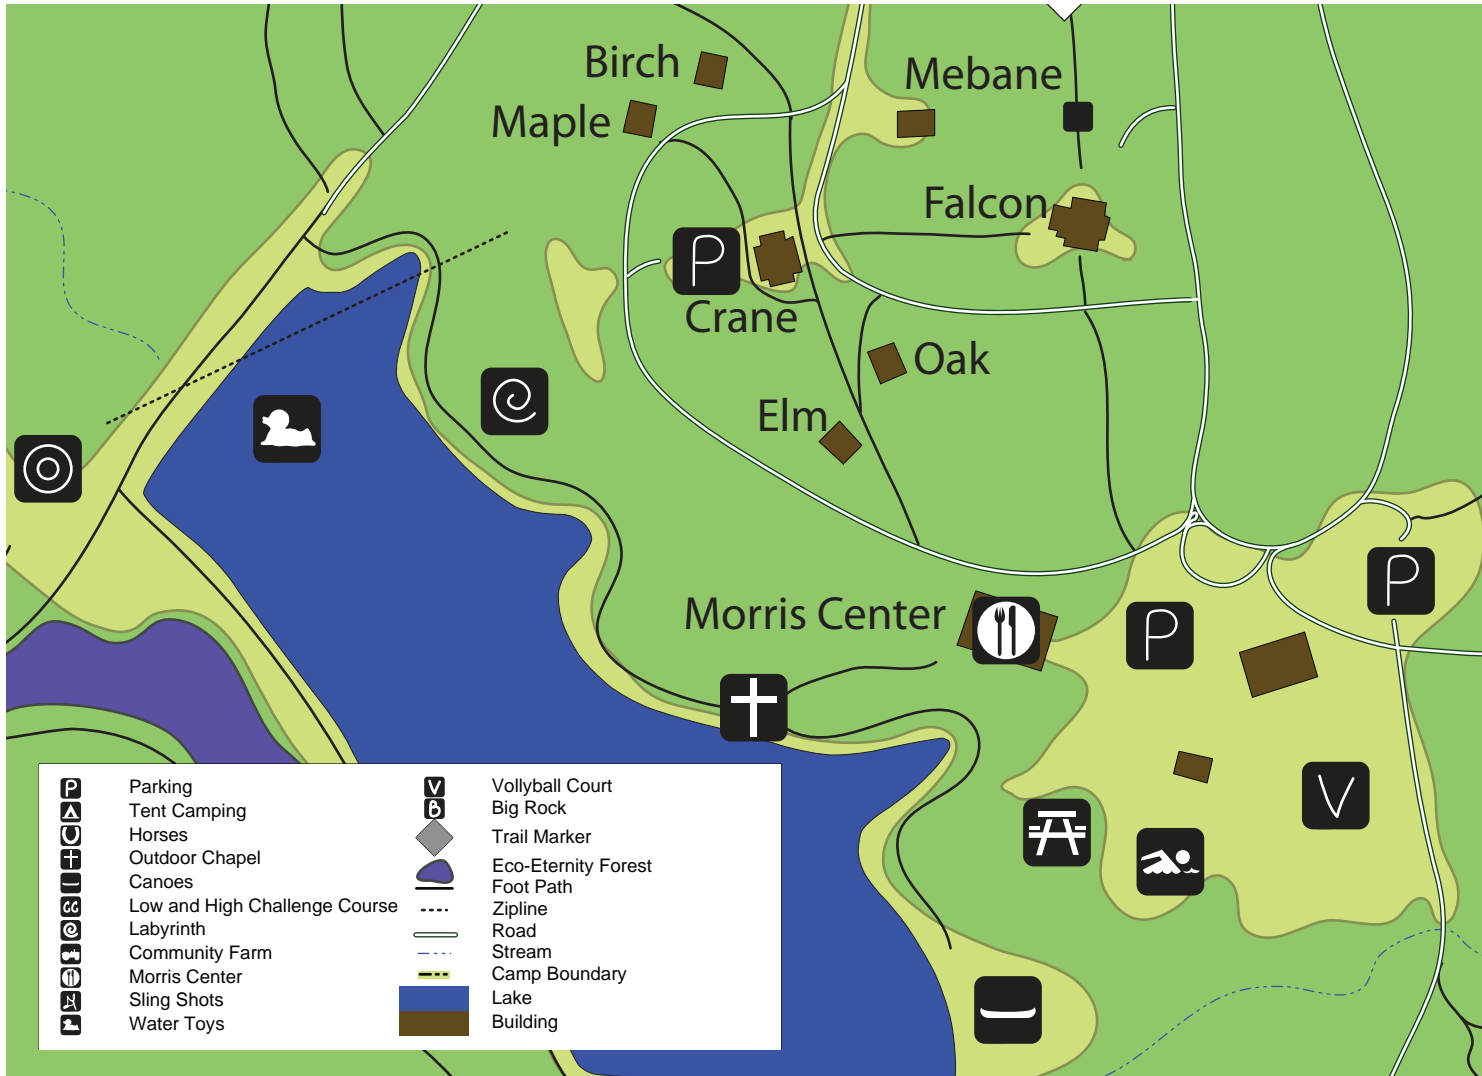 Birch
Mebane
Maple
Falcon
P
Crane
Oak
Elm
Morris Center
P
P
V
P Parking
Tent Camping
Horses
Outdoor Chapel
Canoes
Low and High Challenge Course
Labyrinth
Community Farm
Morris Center
Sling Shots
Water Toys
V Vollyball Court
B Big Rock
Trail Marker
Eco-Eternity Forest
Foot Path
Zipline
Road
Stream
Camp Boundary
Lake
Building